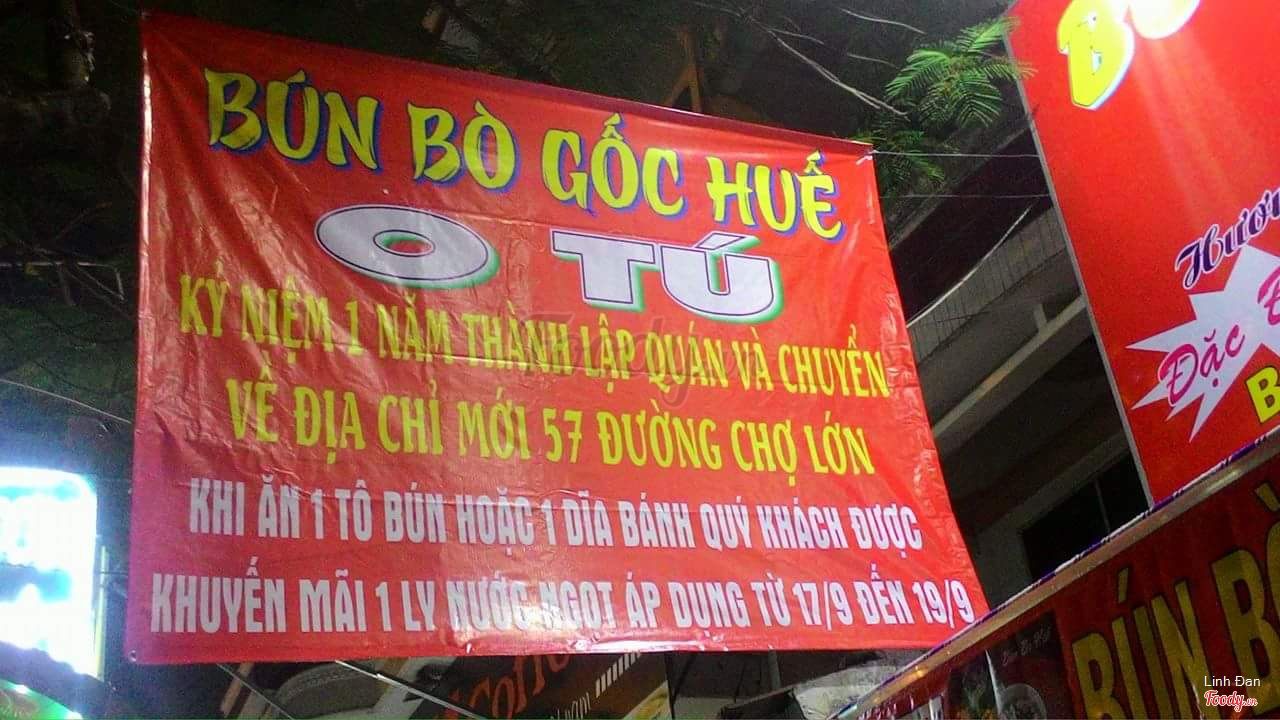 BÚN BÒ GỐC HUẾ
O TÚ
KỶ NIỆM 1 NĂM THÀNH LẬP QUÁN VÀ CHUYỂN
VỀ ĐỊA CHỈ MỚI 57 ĐƯỜNG CHỢ LỚN
KHI ĂN 1 TÔ BÚN HOẶC 1 DĨA BÁNH QUÝ KHÁCH ĐƯỢC
KHUYẾN MÃI 1 LY NƯỚC NGỌT ÁP DỤNG TỪ 17/9 ĐẾN 19/9
Đặc
BÚN BÒ
Linh Đan
Foody.vn